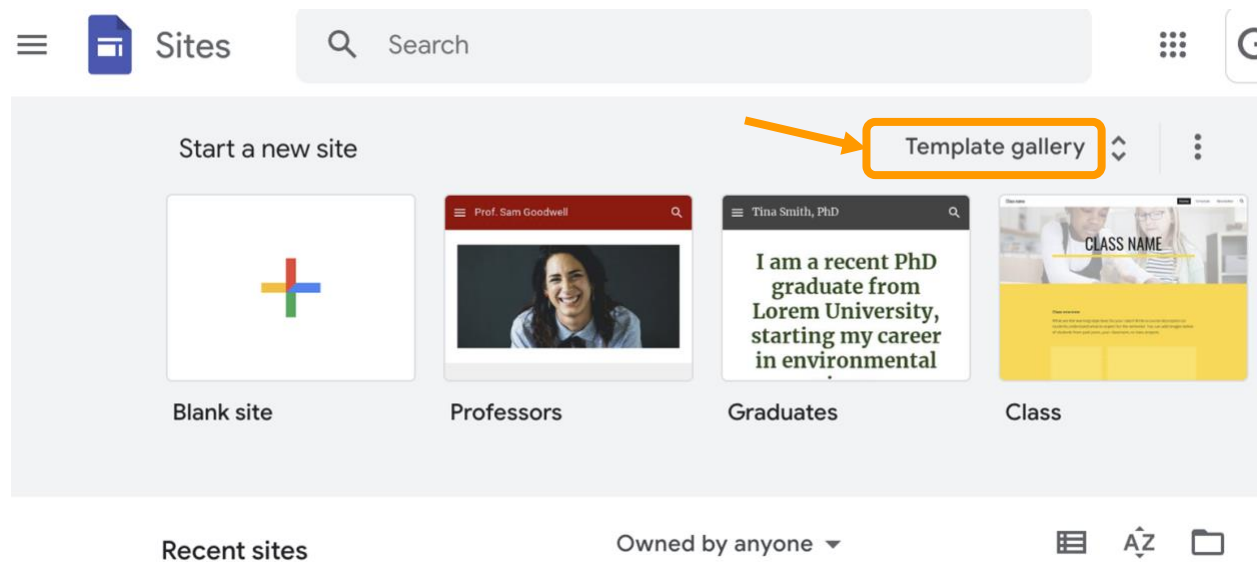 Sites
Search
Start a new site
Template gallery
Prof. Sam Goodwell
Tina Smith, PhD
I am a recent PhD
graduate from
Lorem University,
starting my career
in environmental
CLASS NAME
Blank site
Professors
Graduates
Class
Recent sites
Owned by anyone
AZ